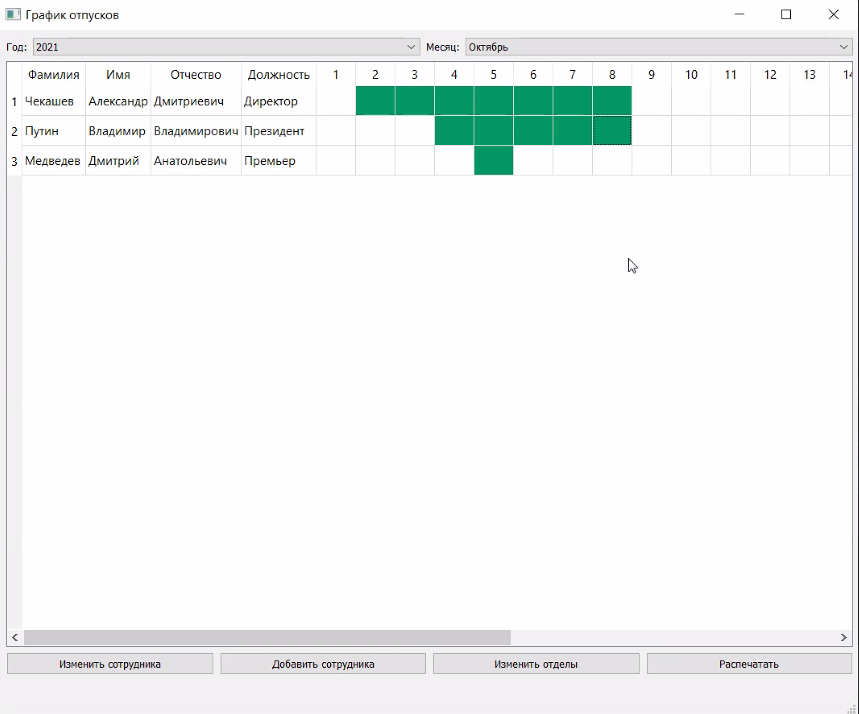 График отпусков
Год: 2021 Месяц: Октябрь
Фамилия Имя Отчество Должность 1 2 3 4 5 6 7 8 9 10 11 12 13 14
1 Чекашев Александр Дмитриевич Директор
2 Путин Владимир Владимирович Президент
3 Медведев Дмитрий Анатольевич Премьер
Изменить сотрудника Добавить сотрудника Изменить отделы Распечатать